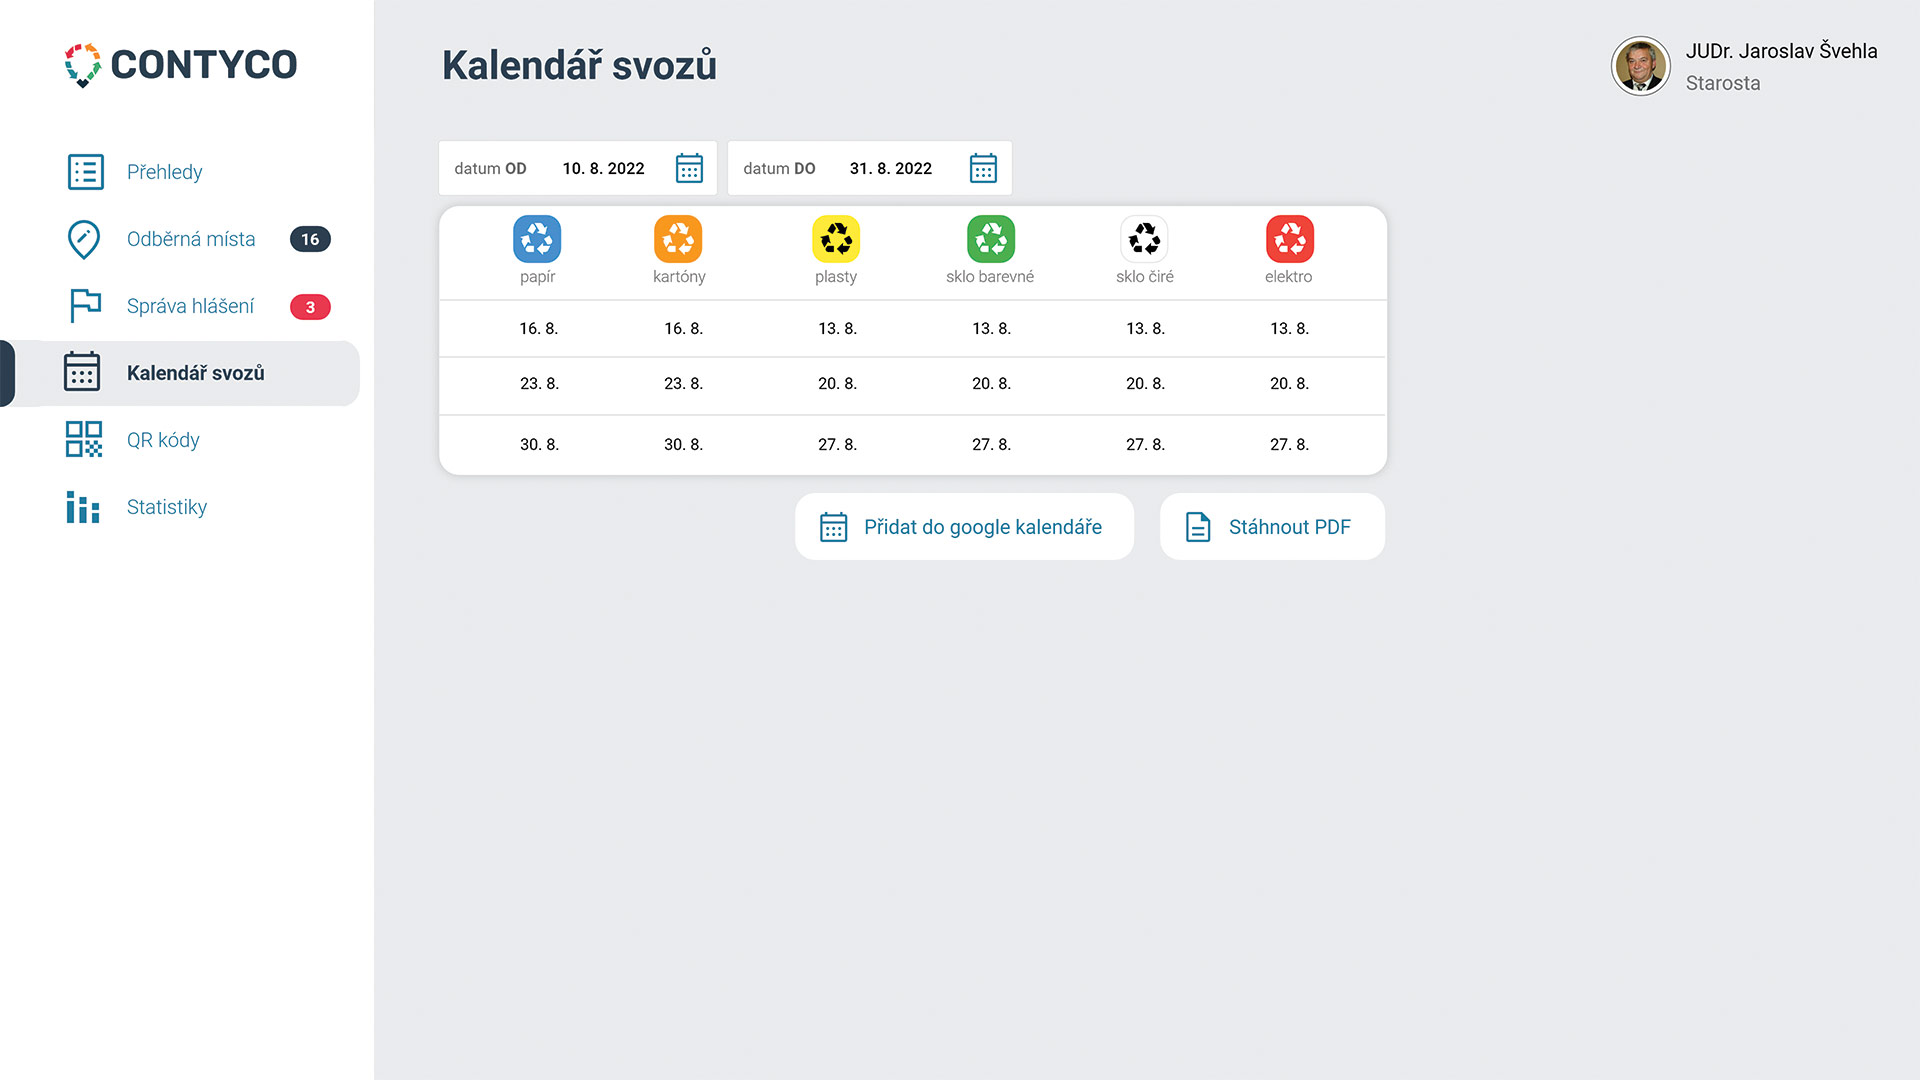 CONTYCO
Přehledy
Odběrná místa 16
Správa hlášení 3
Kalendář svozů
QR kódy
Statistiky
Kalendář svozů
JUDr. Jaroslav Švehla
Starosta
datum OD 10. 8. 2022 datum DO 31. 8. 2022
papír kartóny plasty sklo barevné sklo čiré elektro
16. 8. 16. 8. 13. 8. 13. 8. 13. 8. 13. 8.
23. 8. 23. 8. 20. 8. 20. 8. 20. 8. 20. 8.
30. 8. 30. 8. 27. 8. 27. 8. 27. 8. 27. 8.
Přidat do google kalendáře Stáhnout PDF